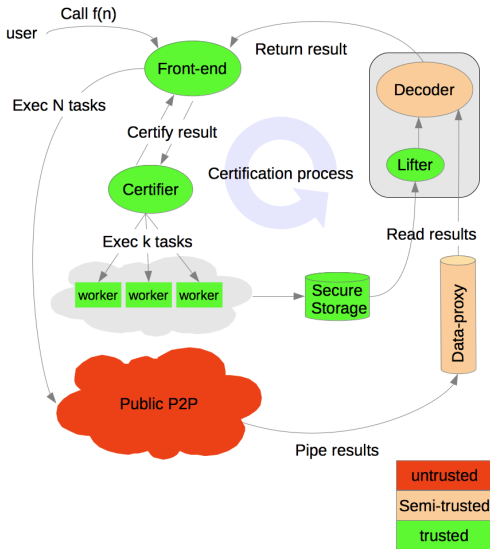 Call f(n)
user
Return result
Front-end
Decoder
Exec N tasks
Certify result
Lifter
Certification process
Certifier
Read results
Exec k tasks
worker
worker
worker
Secure
Storage
Data-proxy
Public P2P
Pipe results
untrusted
Semi-trusted
trusted